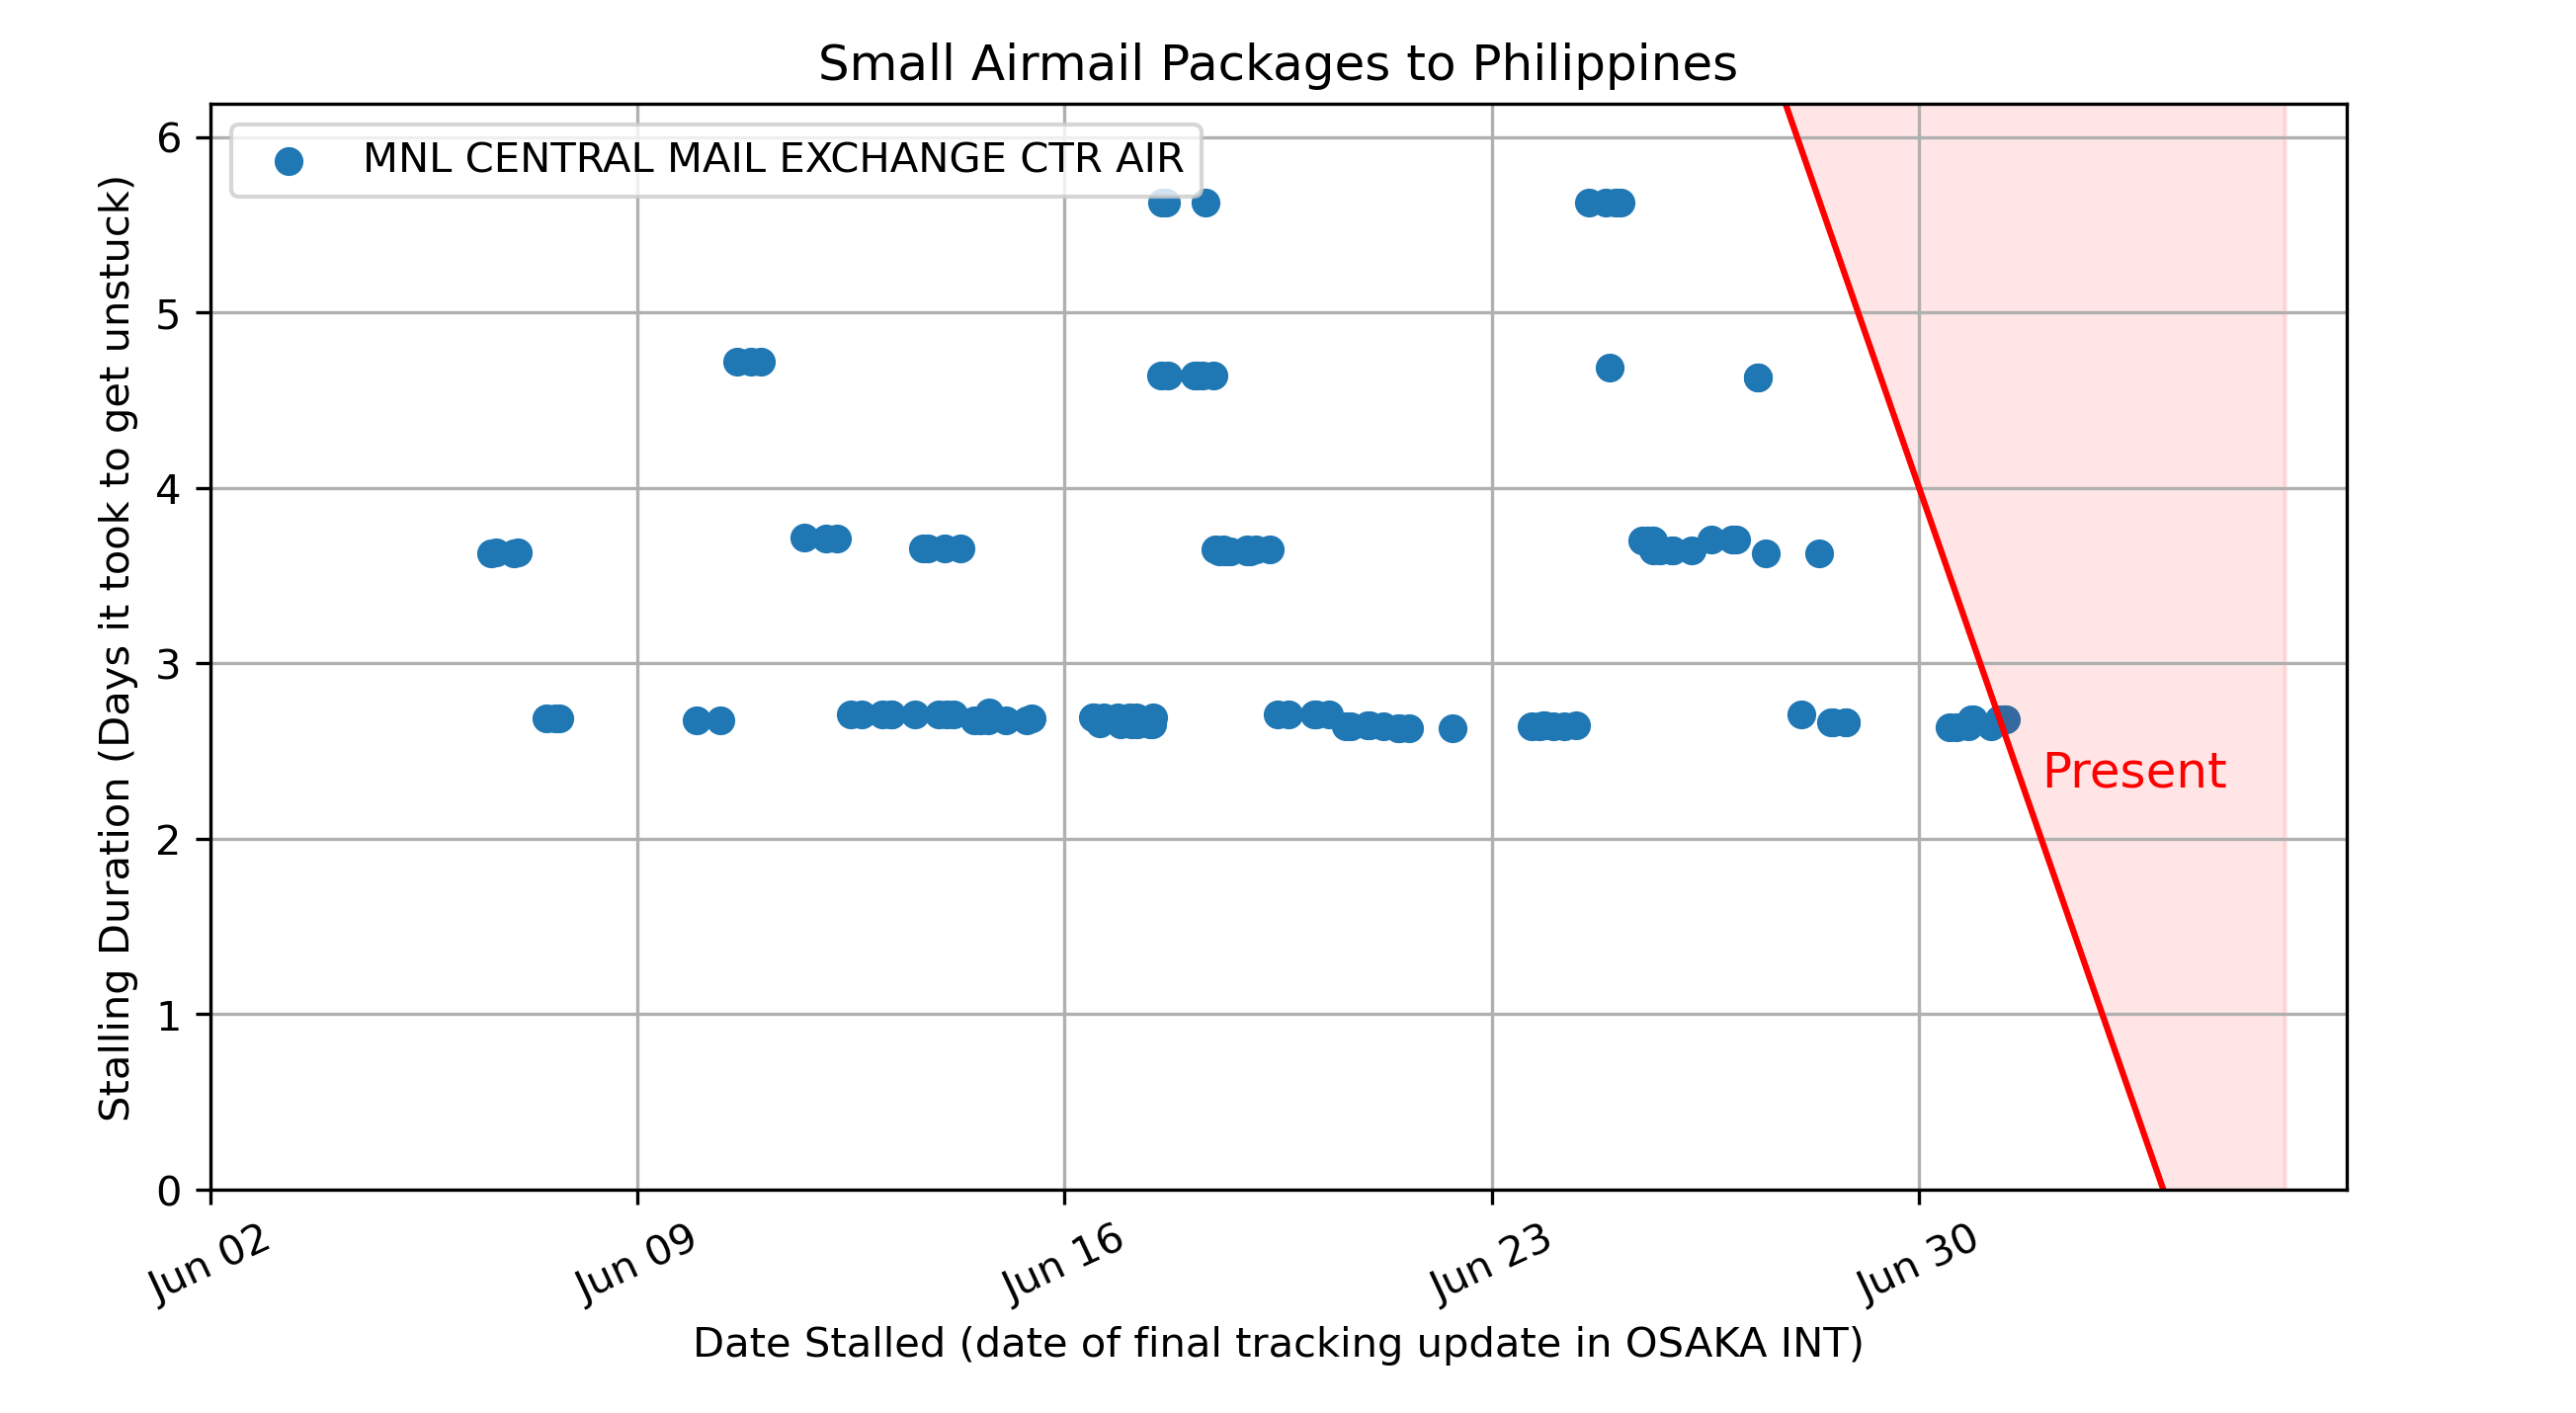 Small Airmail Packages to Philippines
MNL CENTRAL MAIL EXCHANGE CTR AIR
Stalling Duration (Days it took to get unstuck)
6
5
4
3
2
1
0
Present
Jun 02
Jun 09
Jun 16
Jun 23
Jun 30
Date Stalled (date of final tracking update in OSAKA INT)